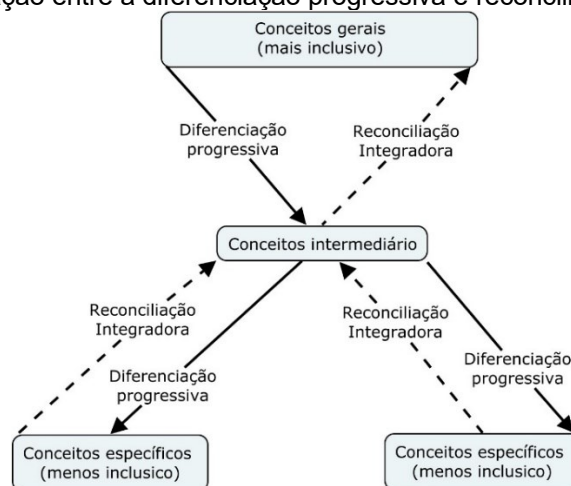 ação entre a diferenciação progressiva e reconcili
Conceitos gerais
(mais inclusivo)
Diferenciação
progressiva
Reconciliação
Integradora
Conceitos intermediário
Reconciliação
Integradora
Reconciliação
Integradora
Diferenciação
progressiva
Diferenciação
progressiva
Conceitos específicos
(menos inclusico)
Conceitos específicos
(menos inclusico)